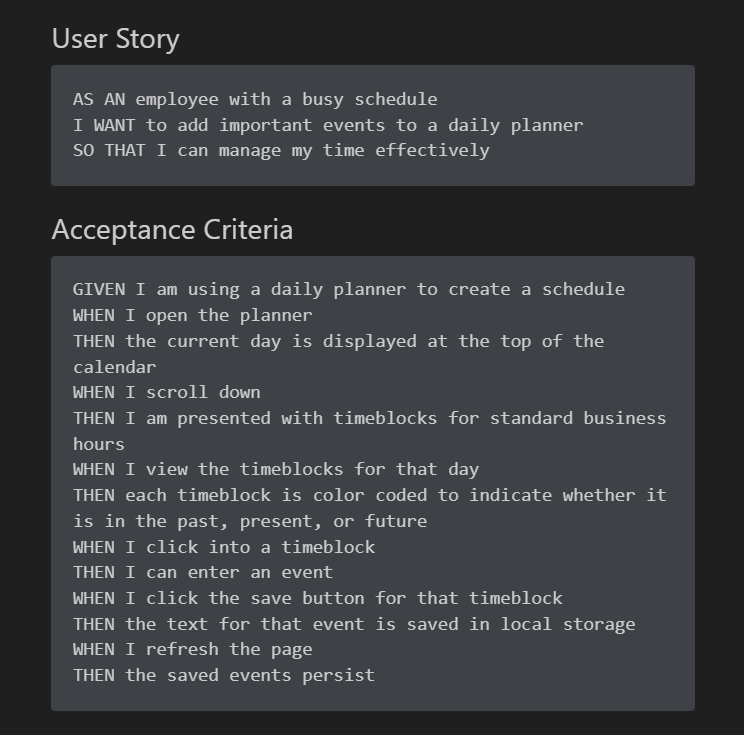 User Story
AS AN employee with a busy schedule
I WANT to add important events to a daily planner
SO THAT I can manage my time effectively
Acceptance Criteria
GIVEN I am using a daily planner to create a schedule
WHEN I open the planner
THEN the current day is displayed at the top of the
calendar
WHEN I scroll down
THEN I am presented with timeblocks for standard business
hours
WHEN I view the timeblocks for that day
THEN each timeblock is color coded to indicate whether it
is in the past, present, or future
WHEN I click into a timeblock
THEN I can enter an event
WHEN I click the save button for that timeblock
THEN the text for that event is saved in local storage
WHEN I refresh the page
THEN the saved events persist